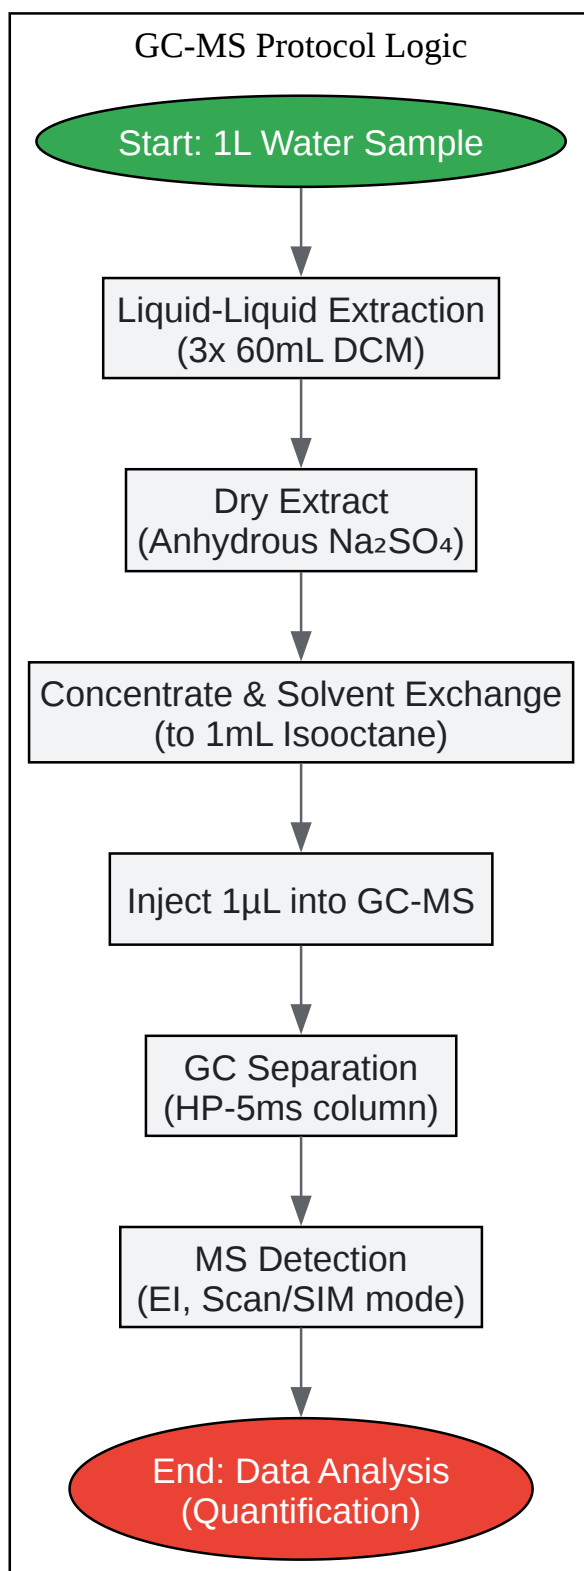 GC-MS Protocol Logic
Start: 1L Water Sample
Liquid-Liquid Extraction
(3x 60mL DCM)
Dry Extract
(Anhydrous Na₂SO₄)
Concentrate & Solvent Exchange
(to 1mL Isooctane)
Inject 1µL into GC-MS
GC Separation
(HP-5ms column)
MS Detection
(EI, Scan/SIM mode)
End: Data Analysis
(Quantification)